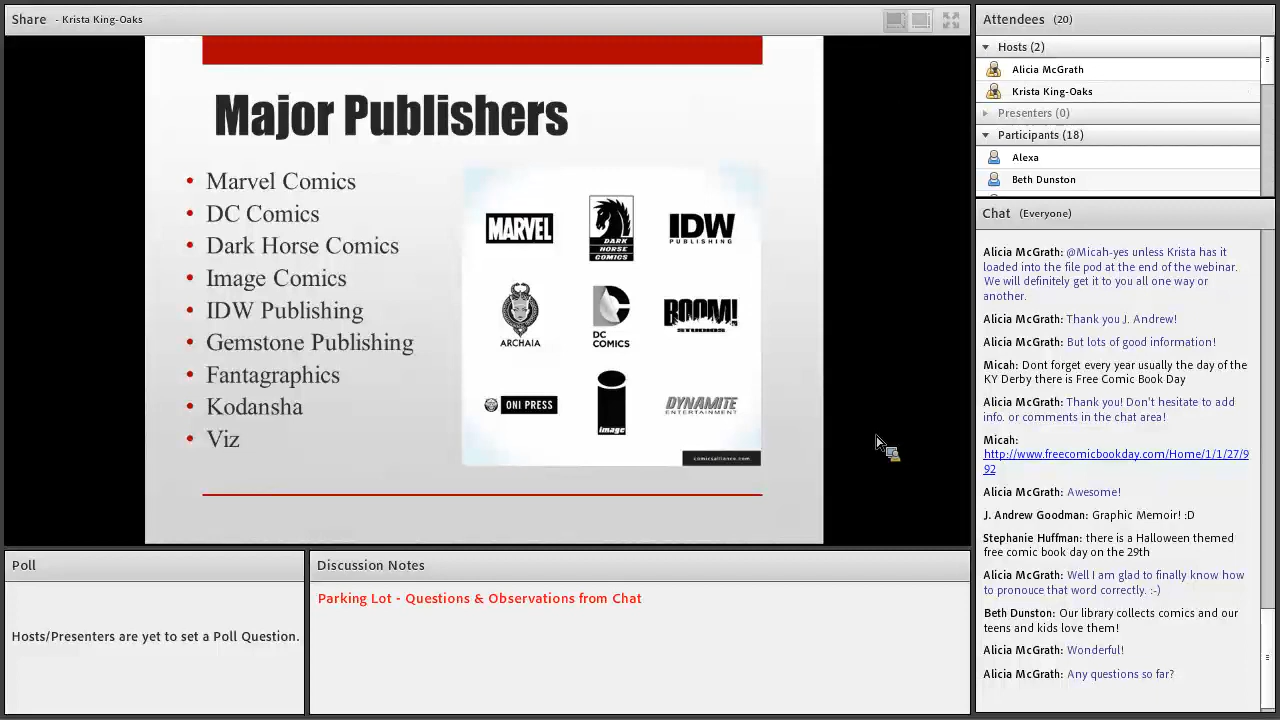 Share - Krista King-Oaks
Major Publishers
• Marvel Comics
• DC Comics
• Dark Horse Comics
• Image Comics
• IDW Publishing
• Gemstone Publishing
• Fantagraphics
• Kodansha
• Viz
MARVEL
DARK
HORSE
COMICS
IDW
PUBLISHING
ARCHAIA
DC
COMICS
BOOM!
STUDIOS
ONI PRESS
image
DYNAMITE
ENTERTAINMENT
comicsalliance.com
Poll
Hosts/Presenters are yet to set a Poll Question.
Discussion Notes
Parking Lot - Questions & Observations from Chat
Attendees (20)
Hosts (2)
Alicia McGrath
Krista King-Oaks
Presenters (0)
Participants (18)
Alexa
Beth Dunston
Chat (Everyone)
Alicia McGrath: @Micah-yes unless Krista has it
loaded into the file pod at the end of the webinar.
We will definitely get it to you all one way or
another.
Alicia McGrath: Thank you J. Andrew!
Alicia McGrath: But lots of good information!
Micah: Dont forget every year usually the day of the
KY Derby there is Free Comic Book Day
Alicia McGrath: Thank you! Don't hesitate to add
info. or comments in the chat area.
Micah:
http://www.freecomicbookday.com/Home/1/1/27/9
92
Alicia McGrath: Awesome!
J. Andrew Goodman: Graphic Memoir! :D
Stephanie Huffman: there is a Halloween themed
free comic book day on the 29th
Alicia McGrath: Well I am glad to finally know how
to pronouce that word correctly. :-)
Beth Dunston: Our library collects comics and our
teens and kids love them!
Alicia McGrath: Wonderful!
Alicia McGrath: Any questions so far?